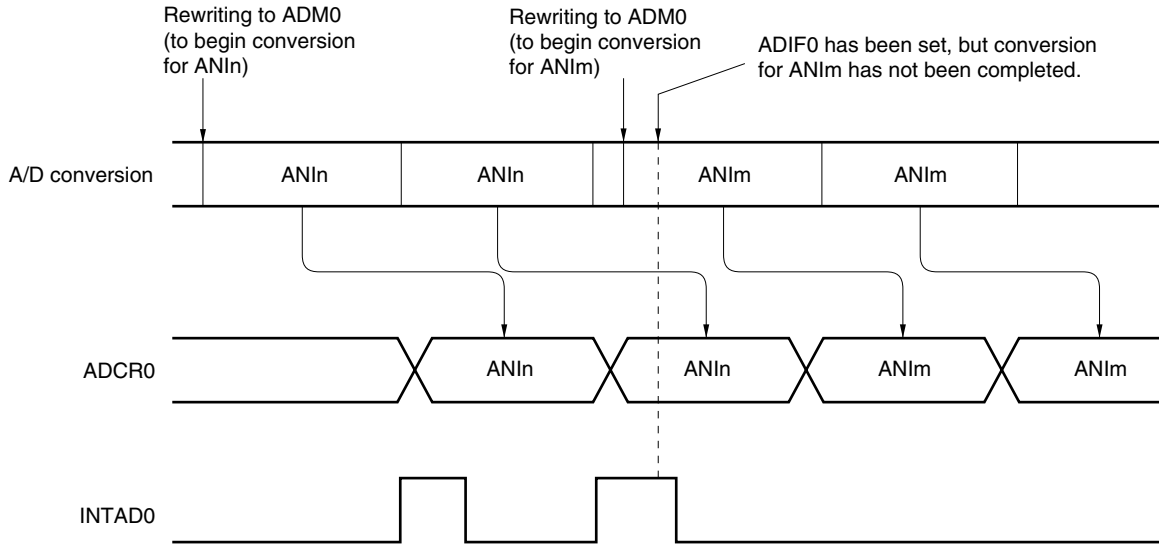 Rewriting to ADM0
(to begin conversion
for ANIn)
Rewriting to ADM0
(to begin conversion
for ANIm)
ADIF0 has been set, but conversion
for ANIm has not been completed.
A/D conversion
ANIn
ANIn
ANIm
ANIm
ADCR0
ANIn
ANIn
ANIm
ANIm
INTAD0